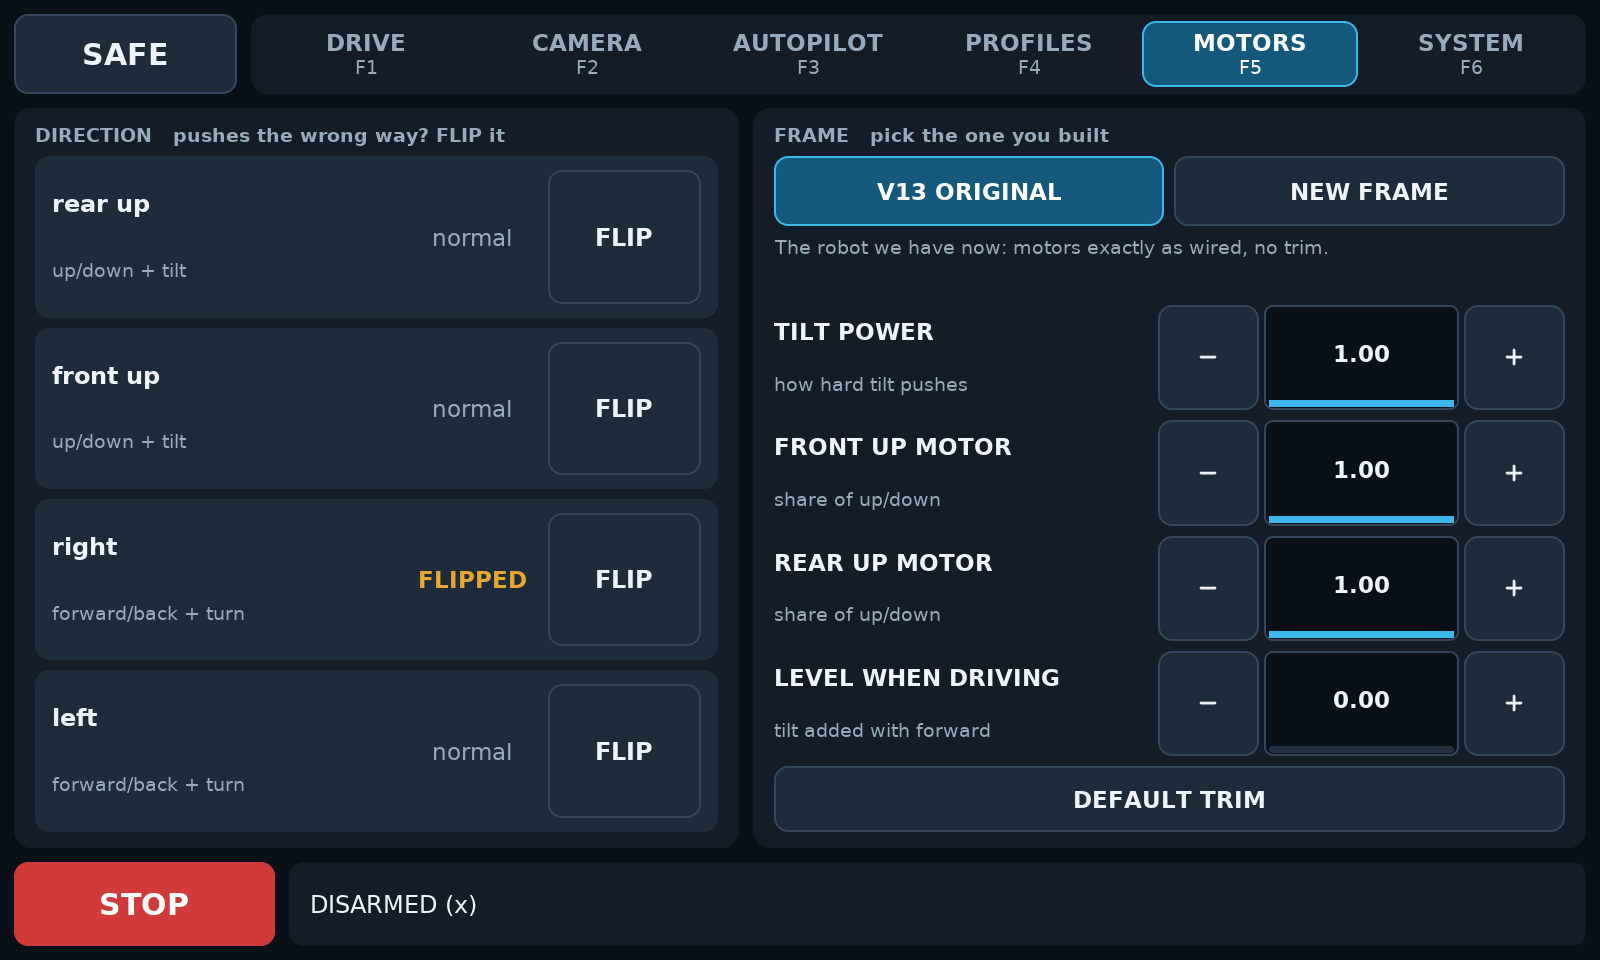 SAFE
DRIVE
F1
CAMERA
F2
AUTOPILOT
F3
PROFILES
F4
MOTORS
F5
SYSTEM
F6
DIRECTION pushes the wrong way? FLIP it
rear up
normal
FLIP
up/down + tilt
front up
normal
FLIP
up/down + tilt
right
FLIPPED
FLIP
forward/back + turn
left
normal
FLIP
forward/back + turn
FRAME pick the one you built
V13 ORIGINAL
NEW FRAME
The robot we have now: motors exactly as wired, no trim.
TILT POWER
how hard tilt pushes
− 1.00 +
FRONT UP MOTOR
share of up/down
− 1.00 +
REAR UP MOTOR
share of up/down
− 1.00 +
LEVEL WHEN DRIVING
tilt added with forward
− 0.00 +
DEFAULT TRIM
STOP
DISARMED (x)